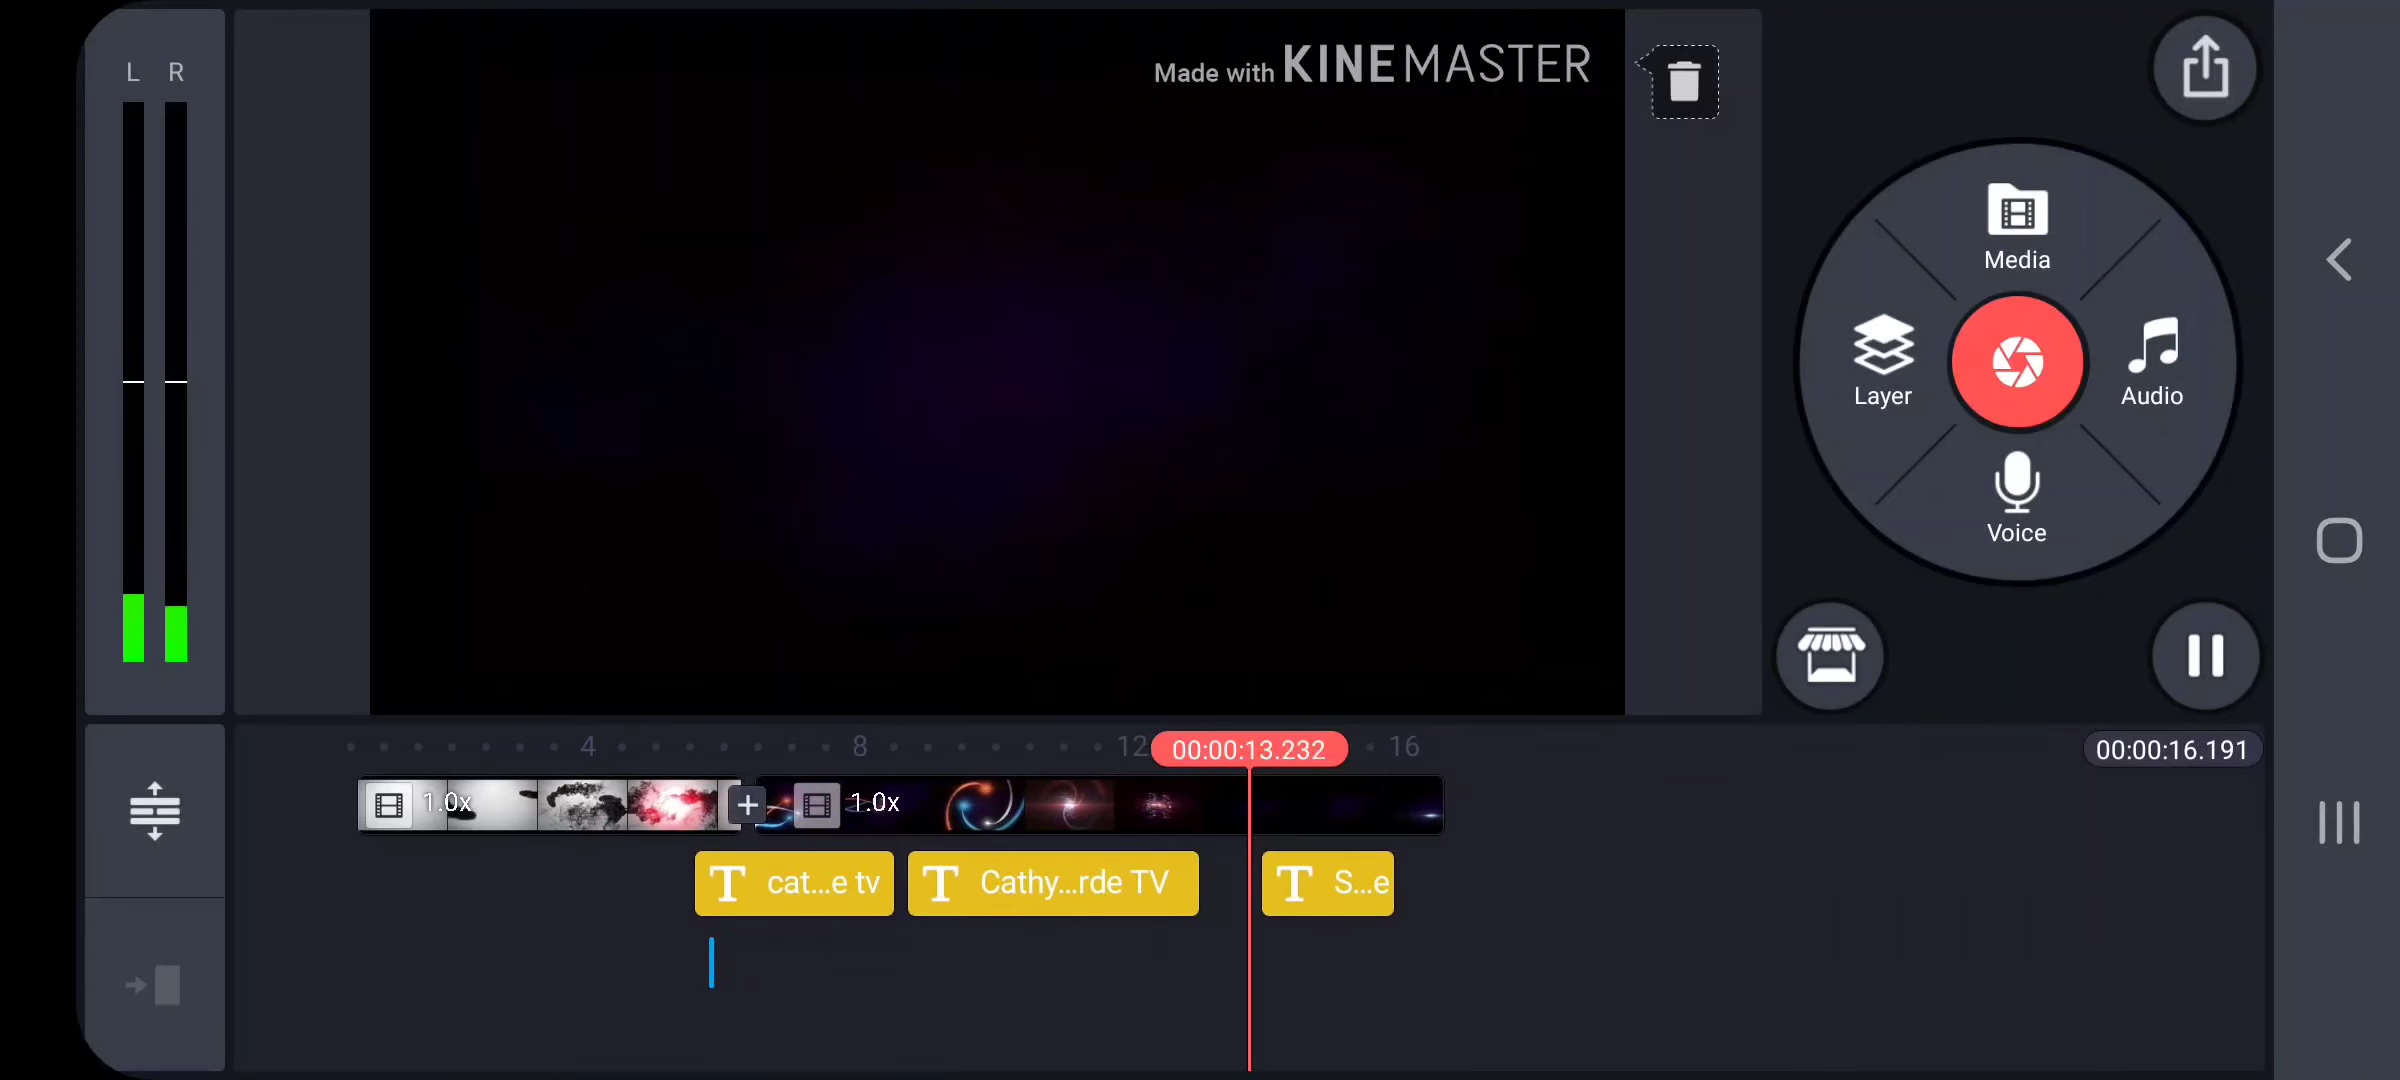 L R
Made with KINEMASTER
Media
Layer
Audio
Voice
4 8 12 16
00:00:13.232
00:00:16.191
1.0x
1.0x
T cat...e tv
T Cathy...rde TV
T S...e